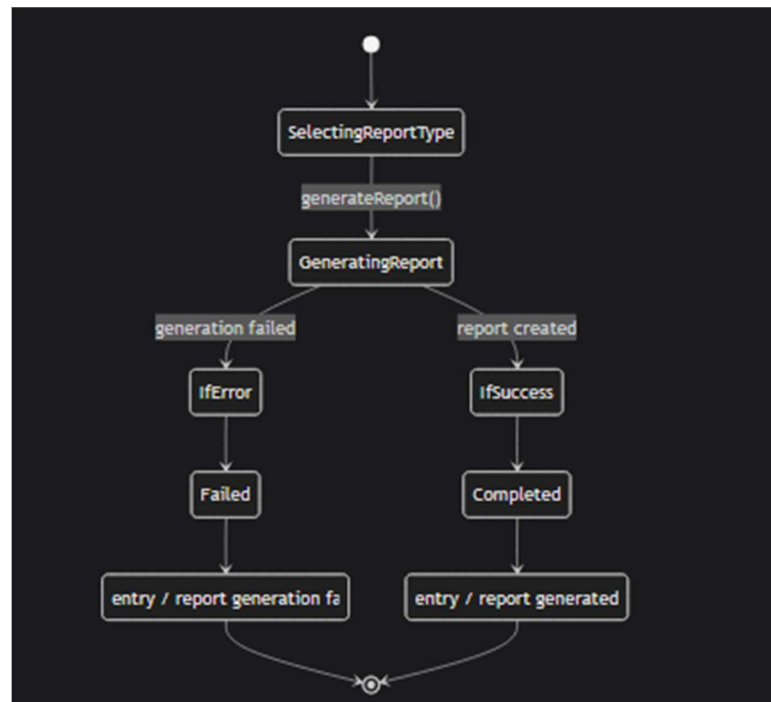 SelectingReportType
generateReport()
GeneratingReport
generation failed
report created
IfError
IfSuccess
Failed
Completed
entry / report generation fa
entry / report generated